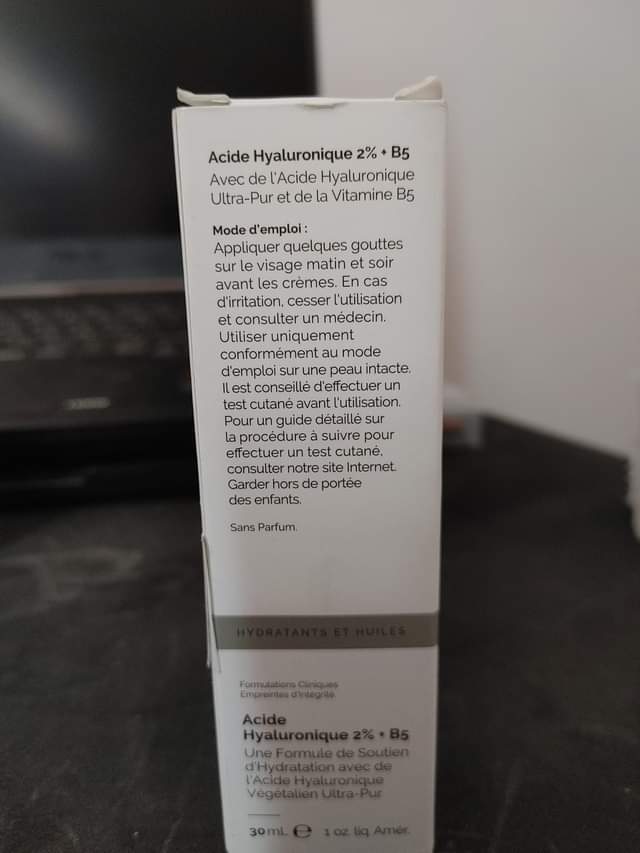 Acide Hyaluronique 2% + B5
Avec de l'Acide Hyaluronique
Ultra-Pur et de la Vitamine B5
Mode d'emploi :
Appliquer quelques gouttes
sur le visage matin et soir
avant les crèmes. En cas
d'irritation, cesser l'utilisation
et consulter un médecin.
Utiliser uniquement
conformément au mode
d'emploi sur une peau intacte.
Il est conseillé d'effectuer un
test cutané avant l'utilisation.
Pour un guide détaillé sur
la procédure à suivre pour
effectuer un test cutané,
consulter notre site Internet.
Garder hors de portée
des enfants.
Sans Parfum.
HYDRATANTS ET HUILES
Formulations Cliniques
Empreintes d'Intégrité.
Acide
Hyaluronique 2% + B5
Une Formule de Soutien
d'Hydratation avec de
l'Acide Hyaluronique
Végétalien Ultra-Pur
30 mL ℮ 1 oz. liq. Amér.